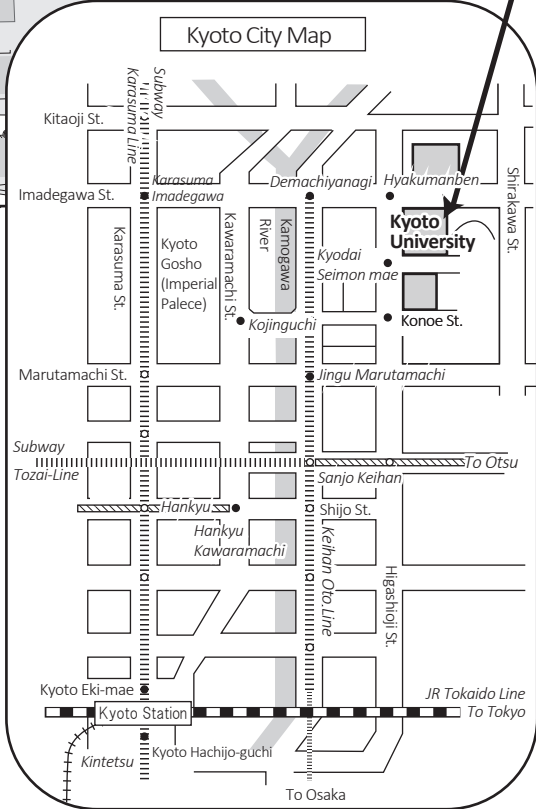 Kyoto City Map
Subway
Karasuma Line
Kitaoji St.
Imadegawa St.
Karasuma
Imadegawa
Demachiyanagi
Hyakumanben
Shirakawa St.
Karasuma St.
Kyoto
Gosho
(Imperial
Palece)
Kawaramachi St.
Kamogawa
River
Kyoto
University
Kyodai
Seimon mae
Kojinguchi
Konoe St.
Marutamachi St.
Jingu Marutamachi
Subway
Tozai-Line
To Otsu
Sanjo Keihan
Hankyu
Hankyu
Kawaramachi
Shijo St.
Keihan Oto.Line
Higashioji St.
Kyoto Eki-mae
Kyoto Station
JR Tokaido Line
To Tokyo
Kintetsu
Kyoto Hachijo-guchi
To Osaka